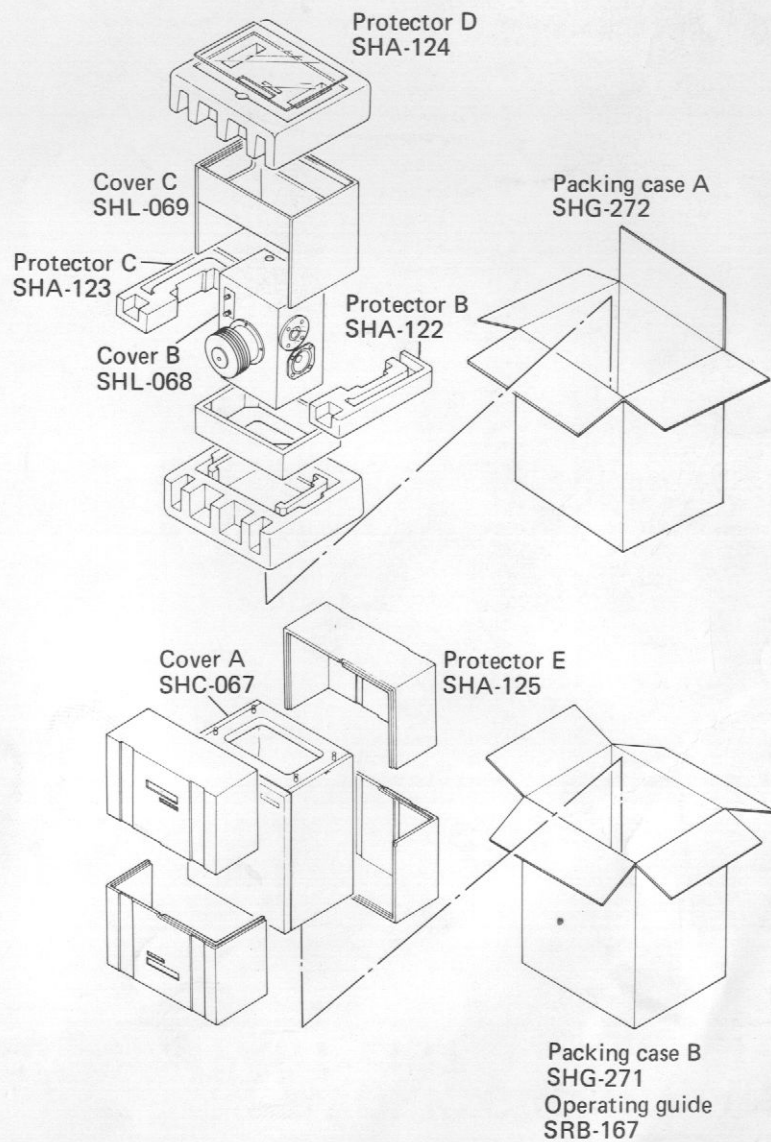 Protector D
SHA-124
Cover C
SHL-069
Packing case A
SHG-272
Protector C
SHA-123
Protector B
SHA-122
Cover B
SHL-068
Cover A
SHC-067
Protector E
SHA-125
Packing case B
SHG-271
Operating guide
SRB-167